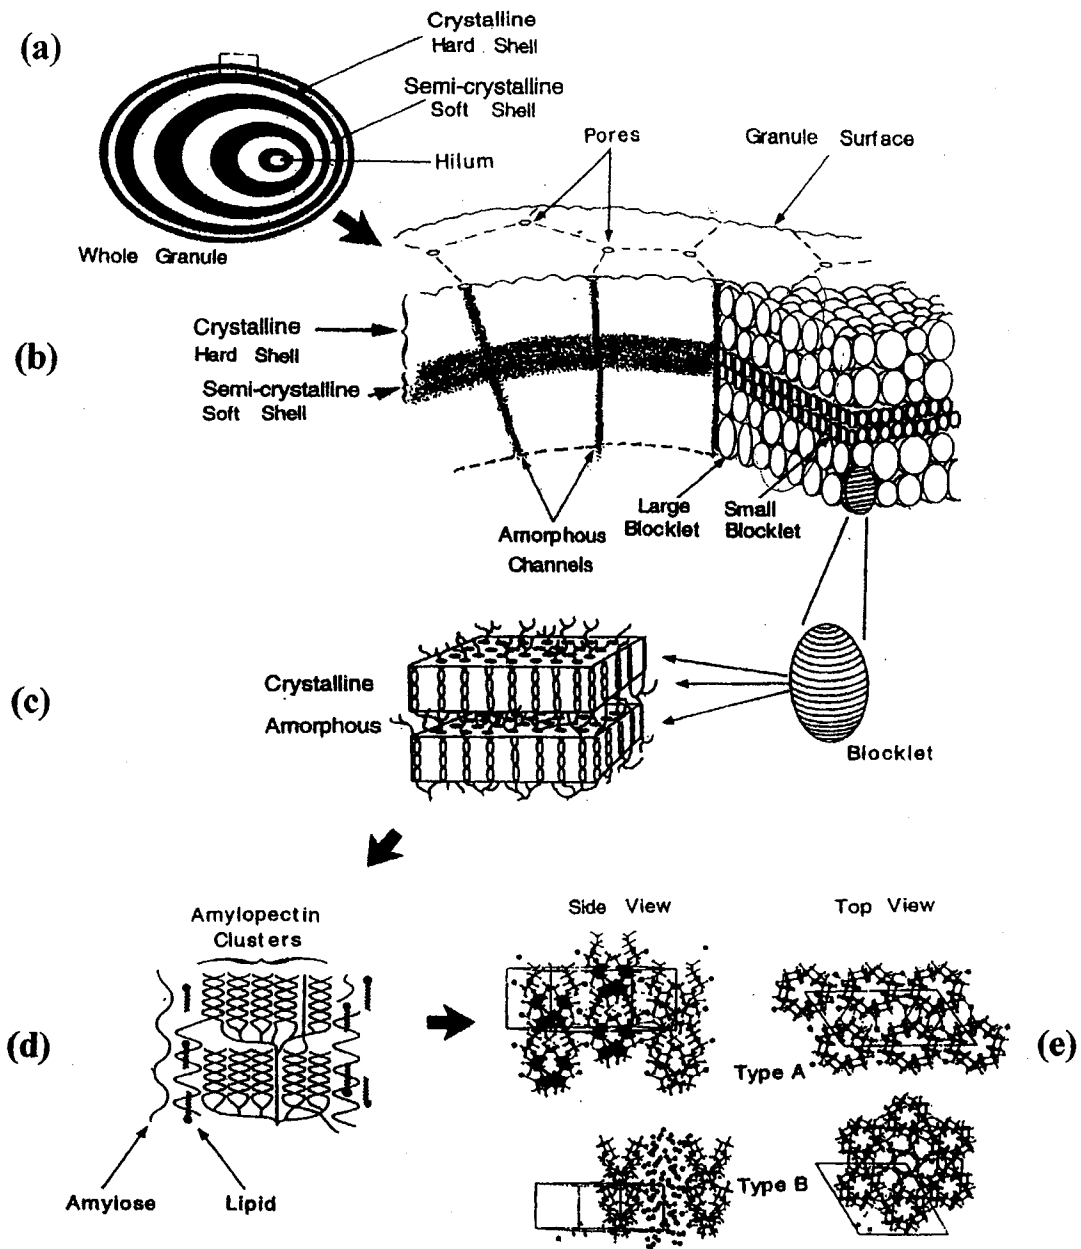 (a)
Crystalline
Hard Shell
Semi-crystalline
Soft Shell
Hilum
Whole Granule
Pores
Granule Surface
(b)
Crystalline
Hard Shell
Semi-crystalline
Soft Shell
Amorphous
Channels
Large
Blocklet
Small
Blocklet
(c)
Crystalline
Amorphous
Blocklet
(d)
Amylopectin
Clusters
Amylose
Lipid
Side View
Top View
(e)
Type A
Type B